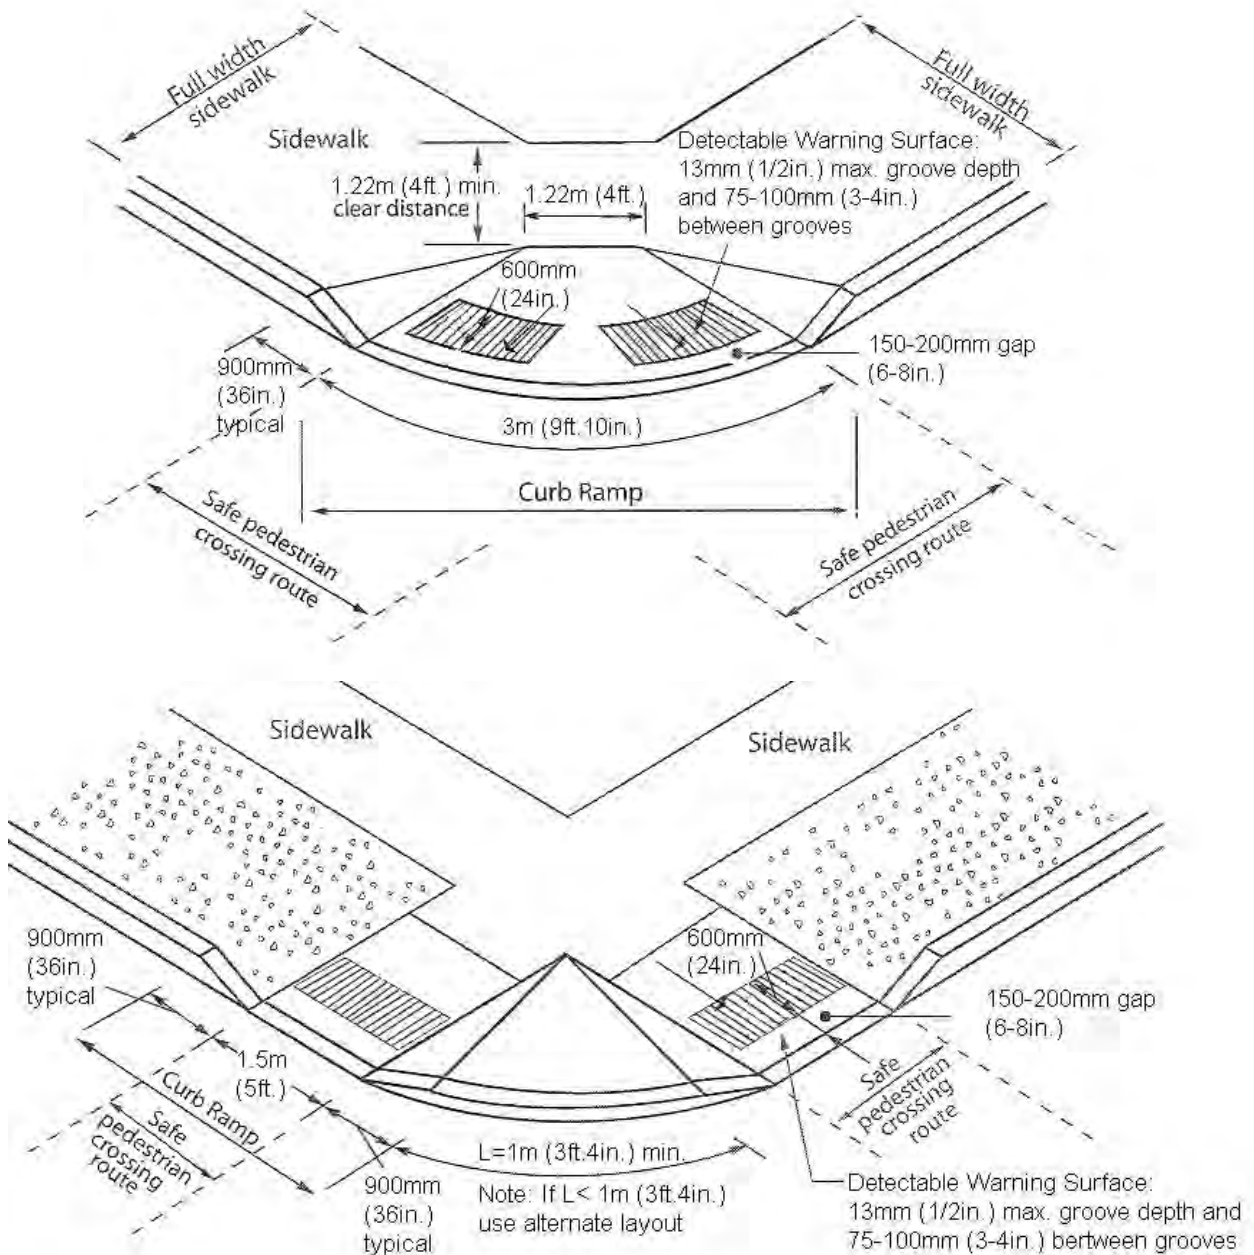 Full width
sidewalk
Full width
sidewalk
Sidewalk
Detectable Warning Surface:
13mm (1/2in.) max. groove depth
and 75-100mm (3-4in.)
between grooves
1.22m (4ft.) min.
clear distance
1.22m (4ft.)
600mm
(24in.)
150-200mm gap
(6-8in.)
900mm
(36in.)
typical
3m (9ft.10in.)
Curb Ramp
Safe pedestrian
crossing route
Safe pedestrian
crossing route
Sidewalk
Sidewalk
900mm
(36in.)
typical
600mm
(24in.)
150-200mm gap
(6-8in.)
1.5m
(5ft.)
Curb Ramp
Safe
pedestrian
crossing
route
Safe
pedestrian
crossing
route
L=1m (3ft.4in.) min.
900mm
(36in.)
typical
Note: If L< 1m (3ft.4in.)
use alternate layout
Detectable Warning Surface:
13mm (1/2in.) max. groove depth and
75-100mm (3-4in.) bertween grooves